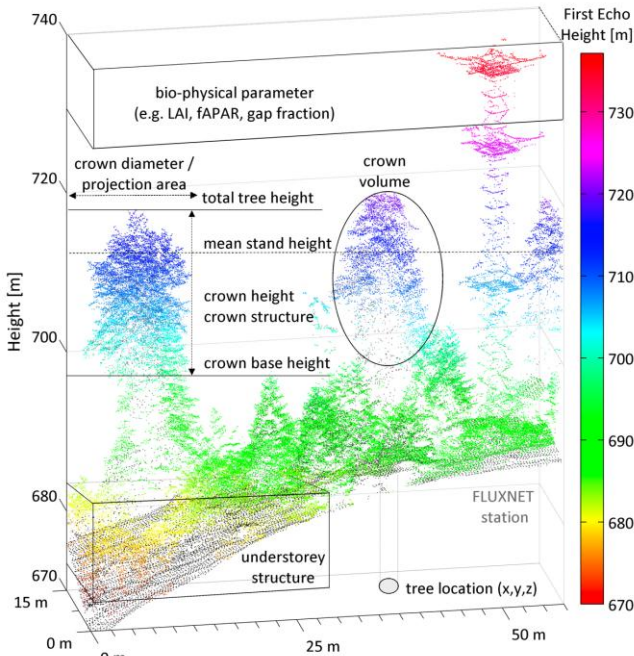 740
First Echo
Height [m]
bio-physical parameter
(e.g. LAI, fAPAR, gap fraction)
730
crown diameter /
projection area
crown
volume
720
total tree height
720
mean stand height
710
Height [m]
crown height
crown structure
700
700
crown base height
690
680
FLUXNET
station
680
understorey
structure
670
tree location (x,y,z)
670
15 m
0 m
25 m
50 m